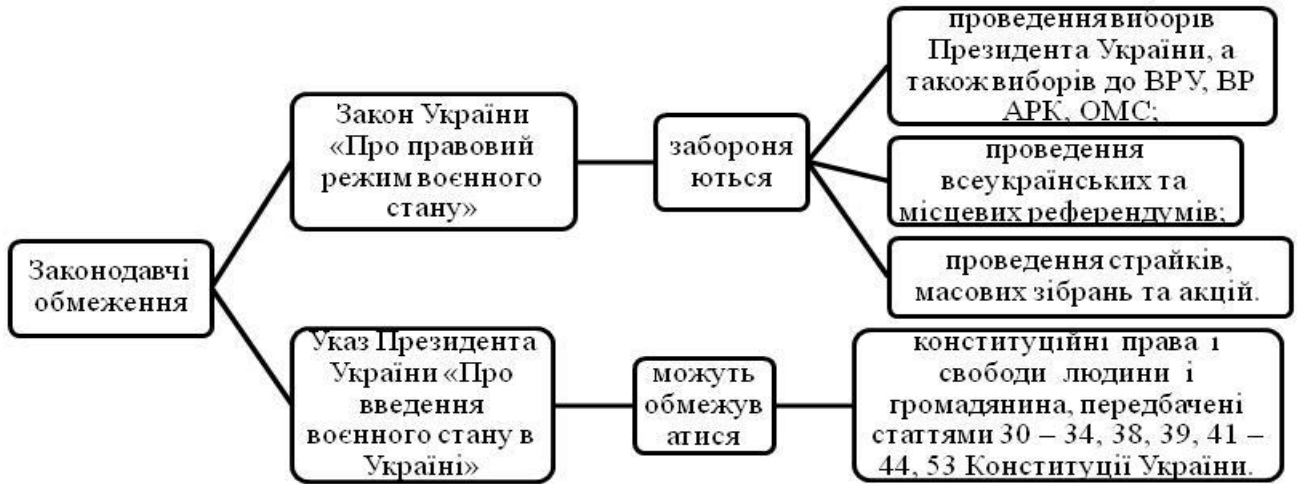 Законодавчі
обмеження
Закон України
«Про правовий
режим воєнного
стану»
забороня
ються
проведення виборів
Президента України, а
також виборів до ВРУ, ВР
АРК, ОМС;
проведення
всеукраїнських та
місцевих референдумів;
проведення страйків,
масових зібрань та акцій.
Указ Президента
України «Про
введення
воєнного стану в
Україні»
можуть
обмежув
атися
конституційні права і
свободи людини і
громадянина, передбачені
статтями 30 – 34, 38, 39, 41 –
44, 53 Конституції України.